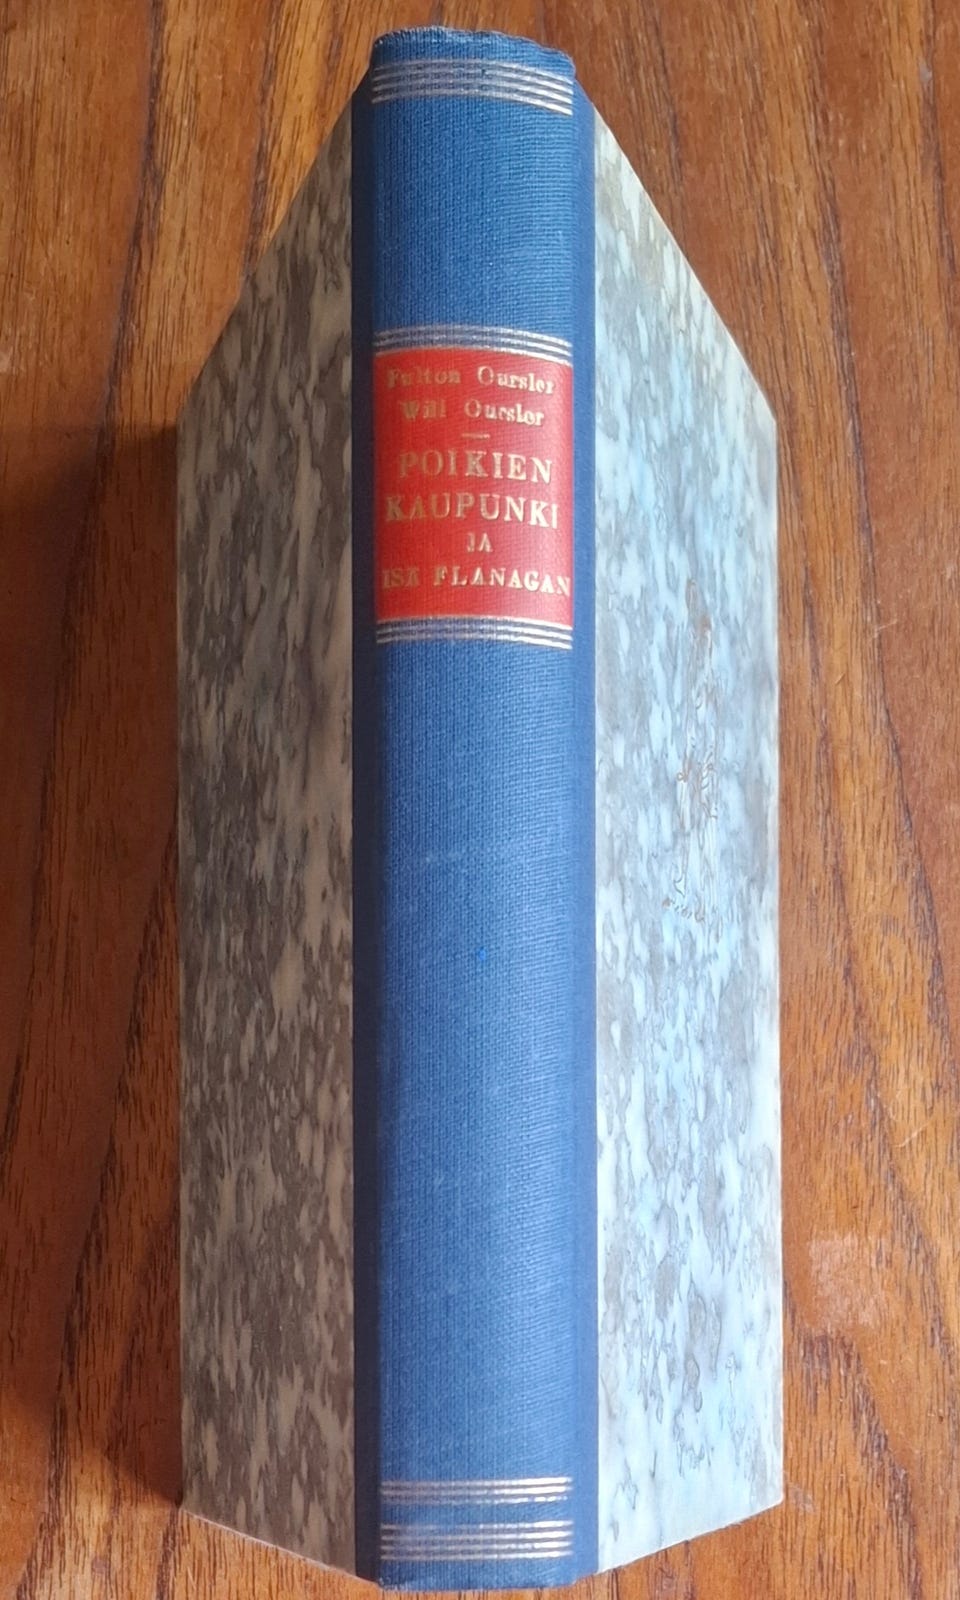 Fulton Oursler
Will Oursler
POIKIEN
KAUPUNKI
JA
ISÄ FLANAGAN